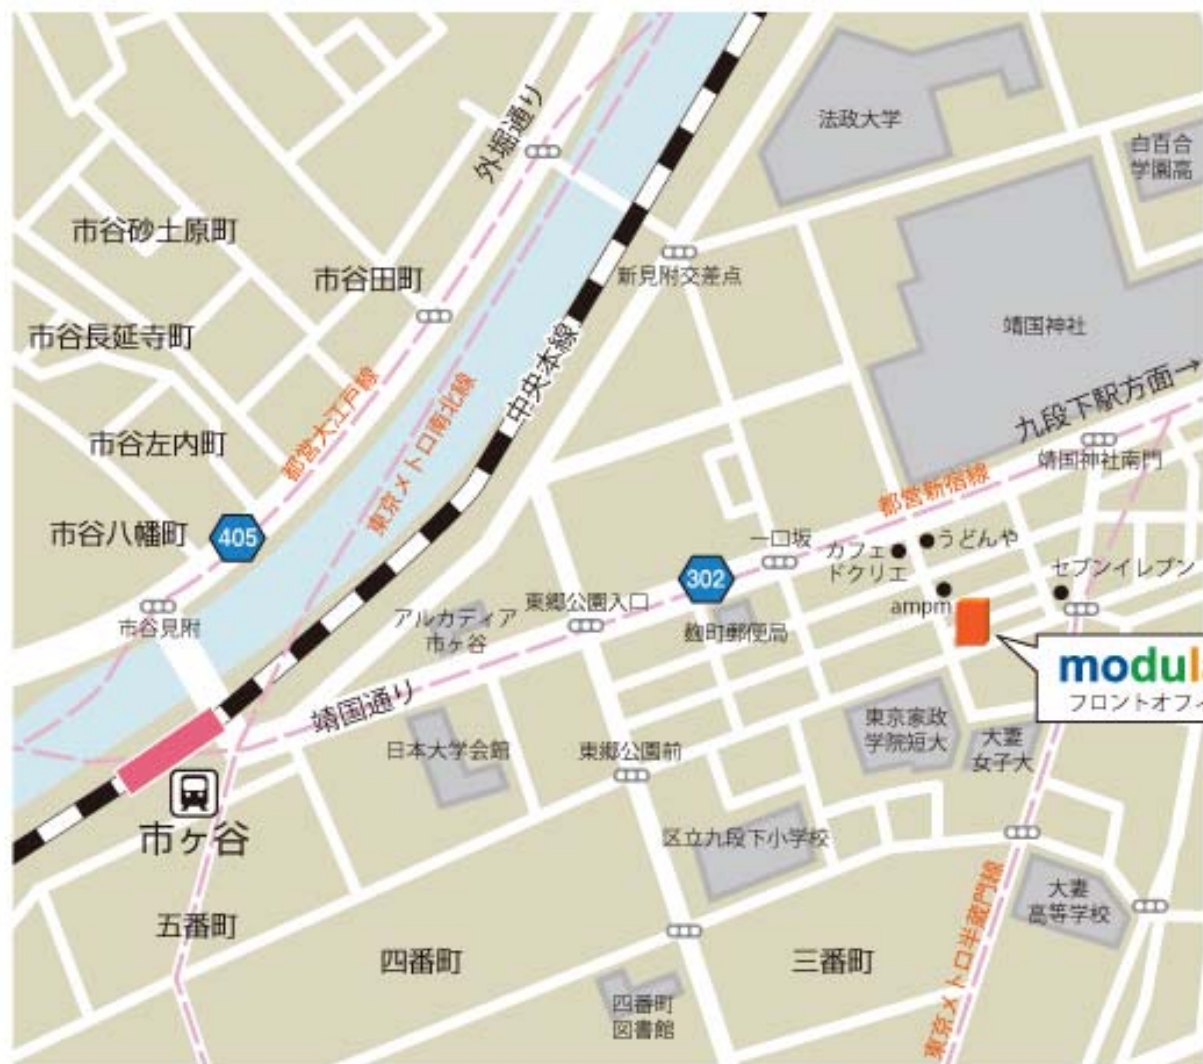 法政大学
白百合
学園高
外堀通り
市谷砂土原町
市谷田町
新見附交差点
市谷長延寺町
靖国神社
中央本線
九段下駅方面→
都営大江戸線
東京メトロ南北線
市谷左内町
靖国神社南門
都営新宿線
市谷八幡町
405
一口坂
カフェ
ドクリエ
うどんや
セブンイレブン
302
ampm
市谷見附
アルカディア
市ヶ谷
東郷公園入口
麹町郵便局
modul
フロントオフィ
靖国通り
日本大学会館
東郷公園前
東京家政
学院短大
大妻
女子大
市ヶ谷
区立九段下小学校
大妻
高等学校
五番町
四番町
三番町
東京メトロ半蔵門線
四番町
図書館